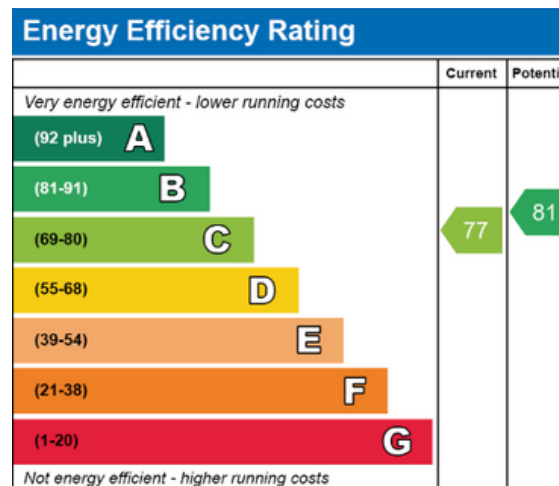 Energy Efficiency Rating
Current Potenti
Very energy efficient - lower running costs
(92 plus) A
(81-91) B
(69-80) C
77
81
(55-68) D
(39-54) E
(21-38) F
(1-20) G
Not energy efficient - higher running costs